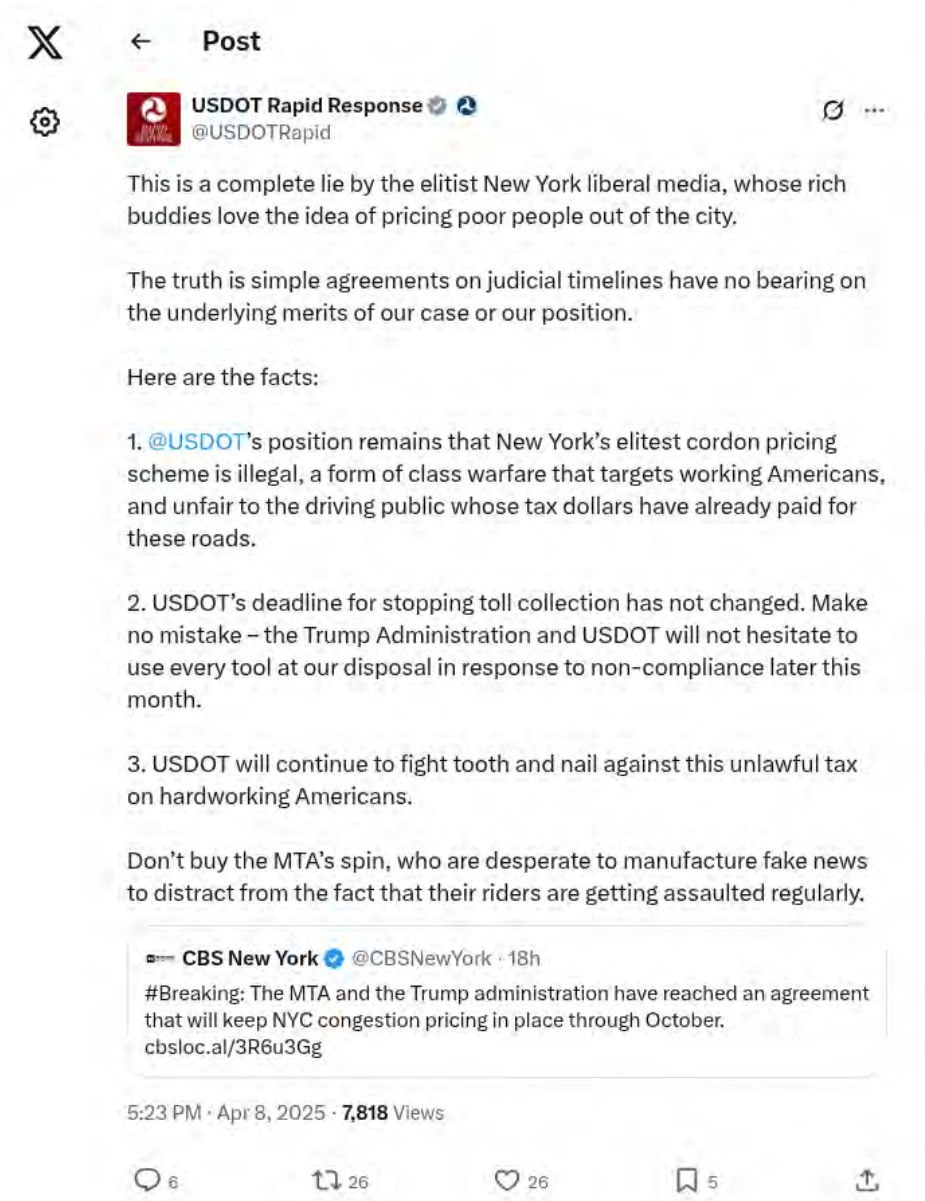 Post
USDOT Rapid Response
@USDOTRapid
This is a complete lie by the elitist New York liberal media, whose rich
buddies love the idea of pricing poor people out of the city.
The truth is simple agreements on judicial timelines have no bearing on
the underlying merits of our case or our position.
Here are the facts:
1. @USDOT's position remains that New York's elitest cordon pricing
scheme is illegal, a form of class warfare that targets working Americans,
and unfair to the driving public whose tax dollars have already paid for
these roads.
2. USDOT's deadline for stopping toll collection has not changed. Make
no mistake – the Trump Administration and USDOT will not hesitate to
use every tool at our disposal in response to non-compliance later this
month.
3. USDOT will continue to fight tooth and nail against this unlawful tax
on hardworking Americans.
Don't buy the MTA's spin, who are desperate to manufacture fake news
to distract from the fact that their riders are getting assaulted regularly.
CBS New York @CBSNewYork · 18h
#Breaking: The MTA and the Trump administration have reached an agreement
that will keep NYC congestion pricing in place through October.
cbsloc.al/3R6u3Gg
5:23 PM · Apr 8, 2025 · 7,818 Views
6 26 26 5